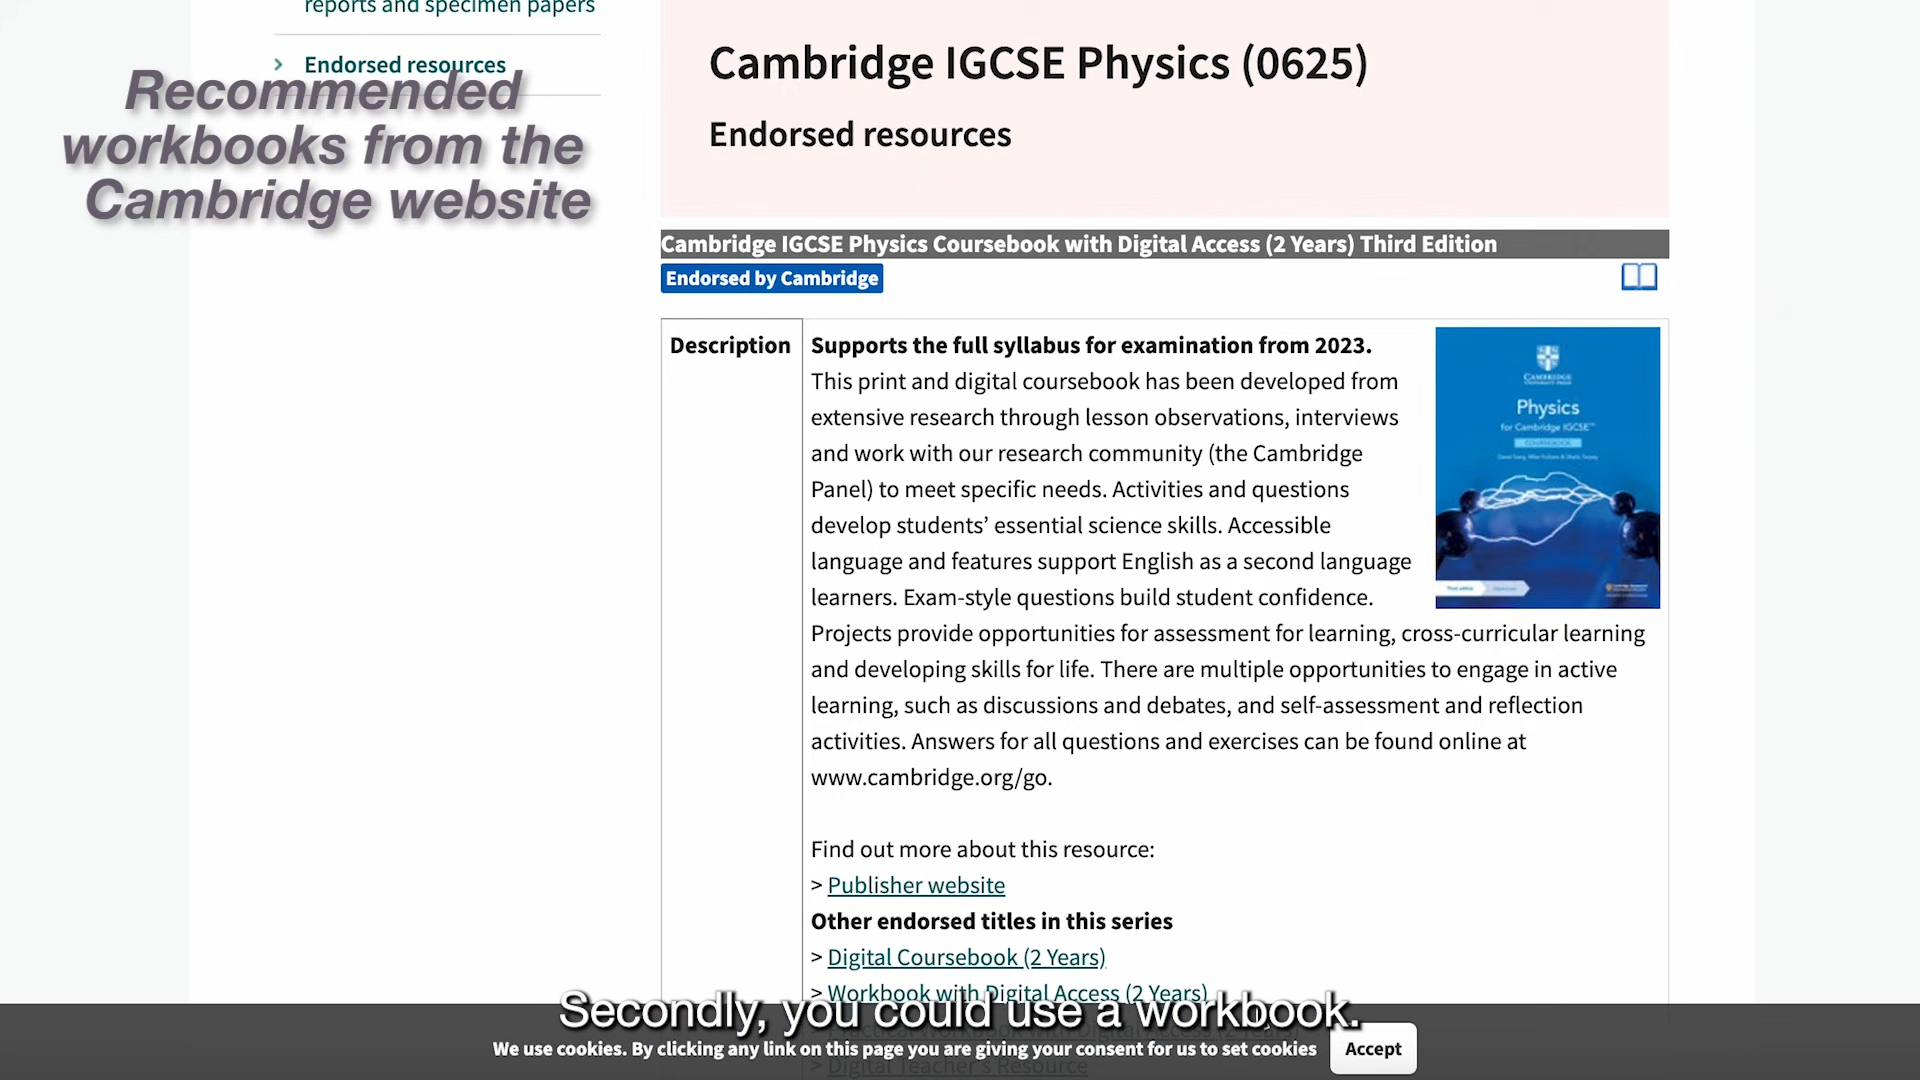 reports and specimen papers
Endorsed resources
Recommended
workbooks from the
Cambridge website
Cambridge IGCSE Physics (0625)
Endorsed resources
Cambridge IGCSE Physics Coursebook with Digital Access (2 Years) Third Edition
Endorsed by Cambridge
Description
Supports the full syllabus for examination from 2023.
This print and digital coursebook has been developed from
extensive research through lesson observations, interviews
and work with our research community (the Cambridge
Panel) to meet specific needs. Activities and questions
develop students’ essential science skills. Accessible
language and features support English as a second language
learners. Exam-style questions build student confidence.
Projects provide opportunities for assessment for learning, cross-curricular learning
and developing skills for life. There are multiple opportunities to engage in active
learning, such as discussions and debates, and self-assessment and reflection
activities. Answers for all questions and exercises can be found online at
www.cambridge.org/go.
CAMBRIDGE
Physics
for Cambridge IGCSE™
COURSEBOOK
Find out more about this resource:
> Publisher website
Other endorsed titles in this series
> Digital Coursebook (2 Years)
> Workbook with Digital Access (2 Years)
Secondly, you could use a workbook.
We use cookies. By clicking any link on this page you are giving your consent for us to set cookies
Accept
> Digital Teacher's Resource